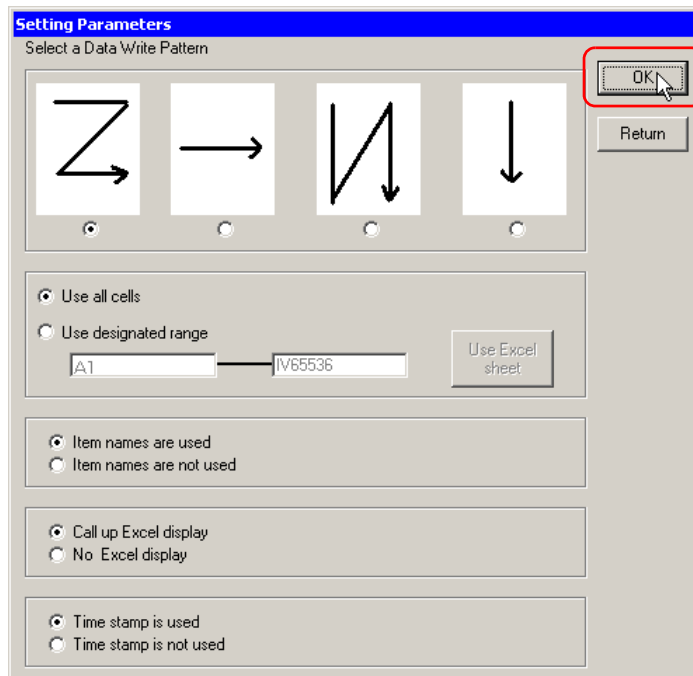 Setting Parameters
Select a Data Write Pattern
OK
Return
Use all cells
Use designated range
A1
IV65536
Use Excel
sheet
Item names are used
Item names are not used
Call up Excel display
No Excel display
Time stamp is used
Time stamp is not used